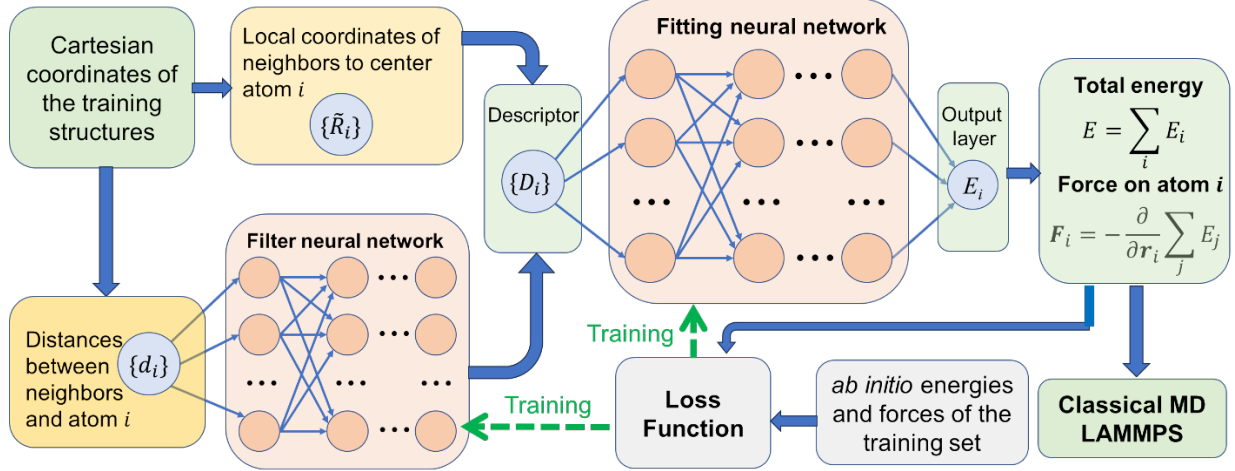 Cartesian
coordinates of
the training
structures
Local coordinates of
neighbors to center
atom i
{R̃ᵢ}
Descriptor
{Dᵢ}
Fitting neural network
•••
•••
•••
•••
•••
•••
Output
layer
Eᵢ
Total energy
E = ∑ᵢ Eᵢ
Force on atom i
𝑭ᵢ = − ∂/∂𝒓ᵢ ∑ⱼ Eⱼ
Filter neural network
•••
•••
•••
•••
•••
•••
Distances
between
neighbors
and atom i
{dᵢ}
Training
Training
Loss
Function
ab initio energies
and forces of the
training set
Classical MD
LAMMPS